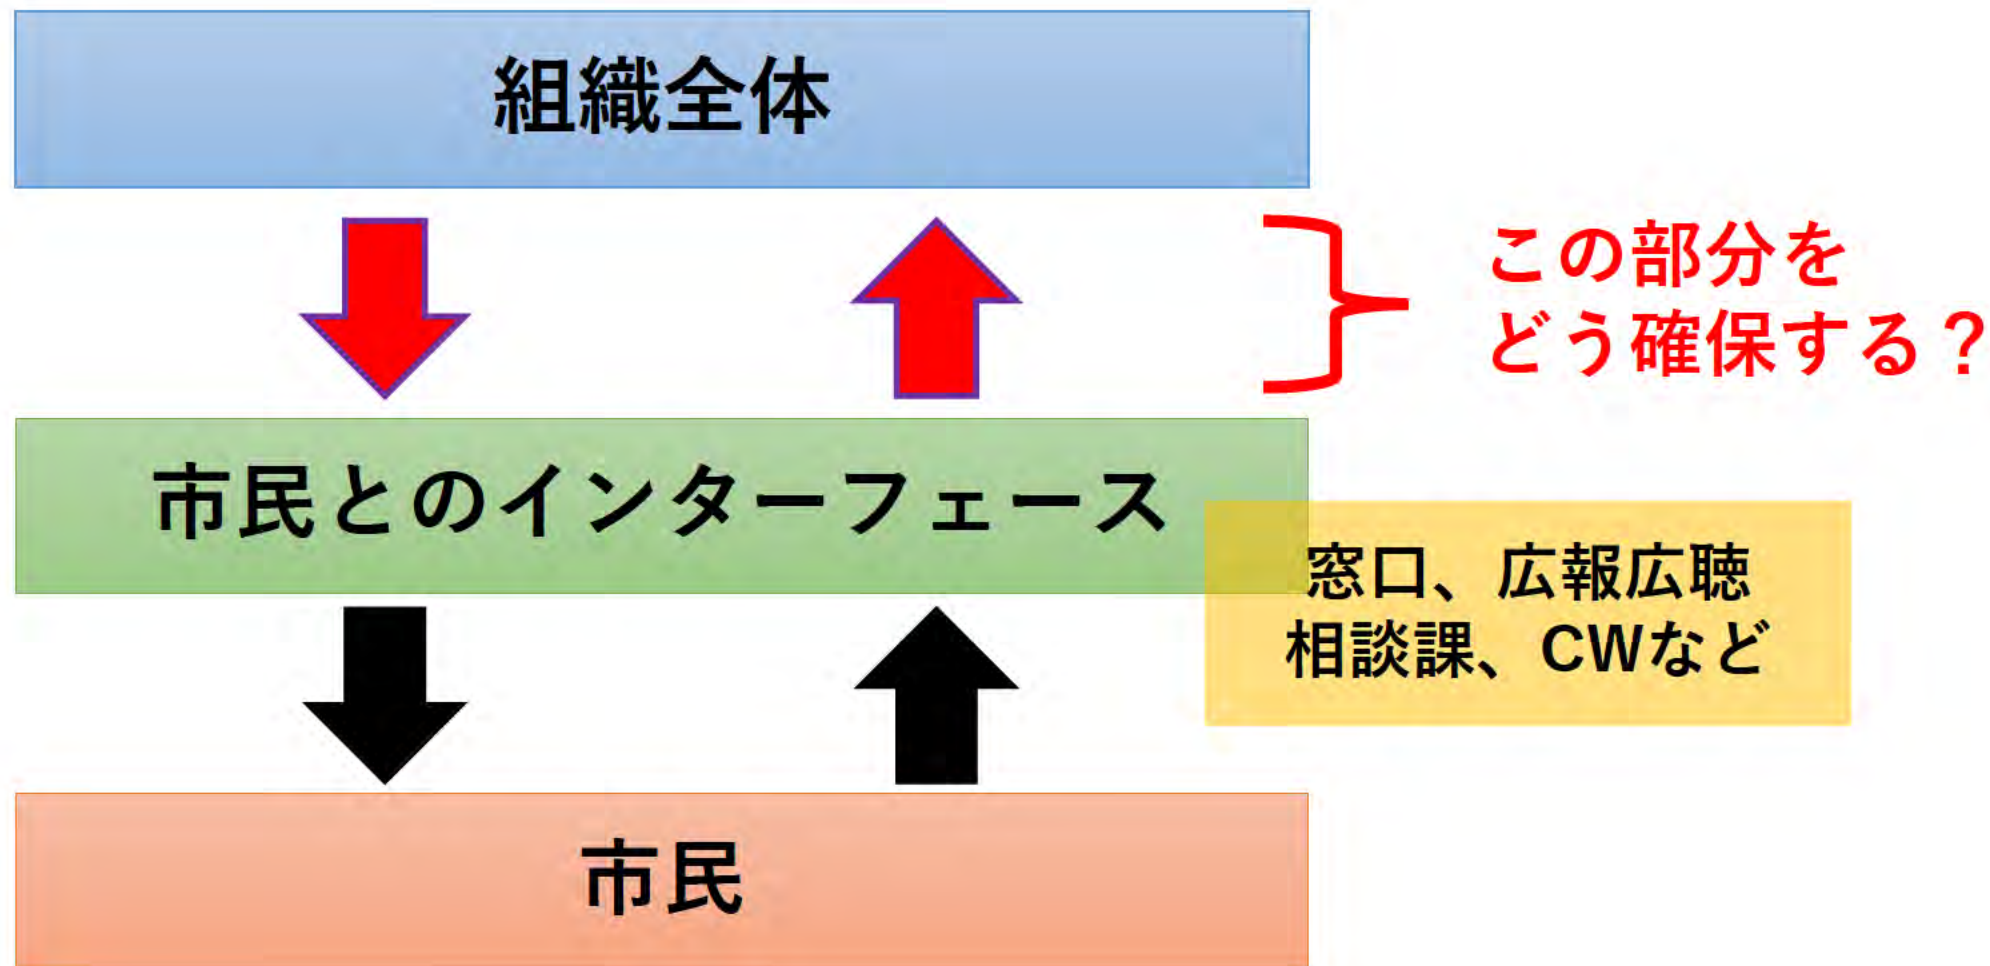 組織全体
この部分を
どう確保する？
市民とのインターフェース
窓口、広報広聴
相談課、CWなど
市民